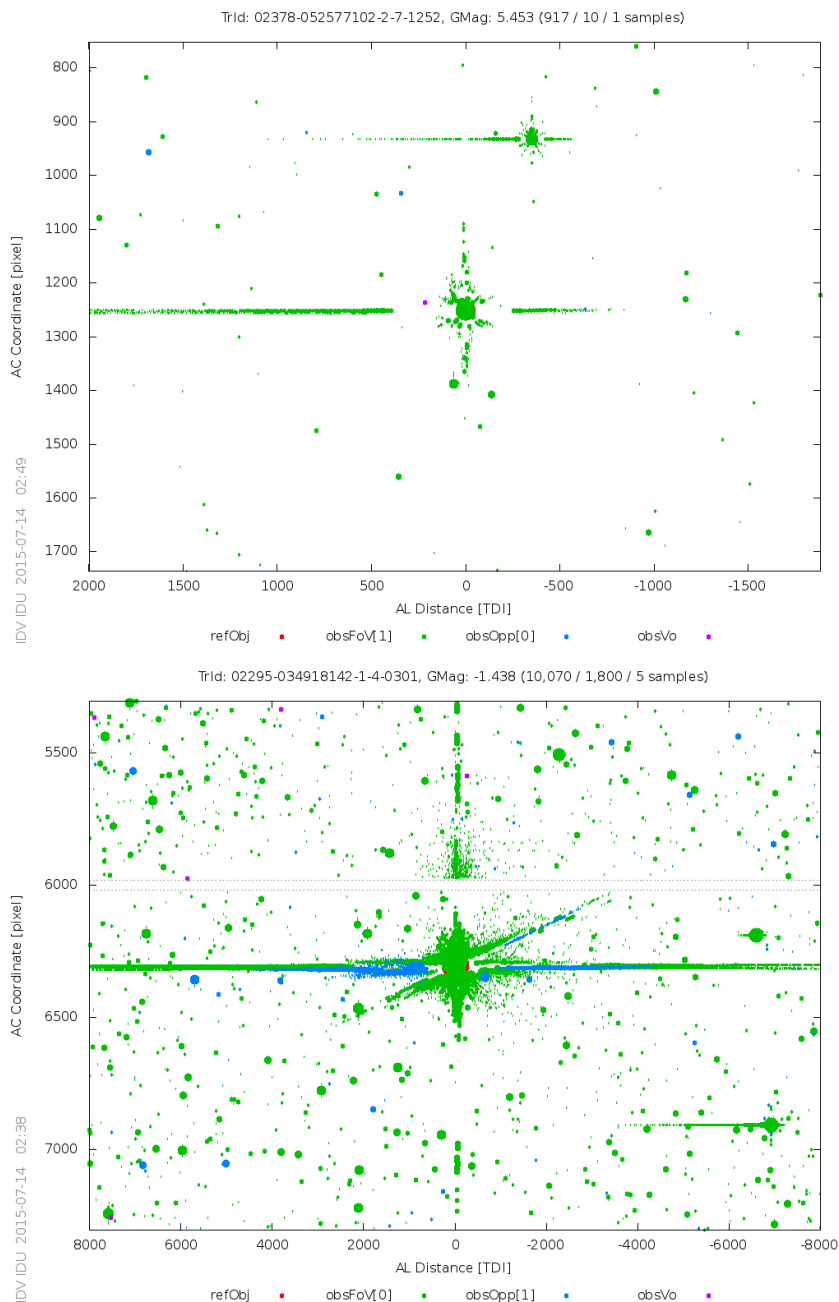 TrId: 02378-052577102-2-7-1252, GMag: 5.453 (917 / 10 / 1 samples)
800
900
1000
1100
1200
1300
1400
1500
1600
1700
AC Coordinate [pixel]
2000 1500 1000 500 0 -500 -1000 -1500
AL Distance [TDI]
IDV IDU 2015-07-14 02:49
refObj obsFoV[1] obsOpp[0] obsVo
TrId: 02295-034918142-1-4-0301, GMag: -1.438 (10,070 / 1,800 / 5 samples)
5500
6000
6500
7000
AC Coordinate [pixel]
8000 6000 4000 2000 0 -2000 -4000 -6000 -8000
AL Distance [TDI]
IDV IDU 2015-07-14 02:38
refObj obsFoV[0] obsOpp[1] obsVo